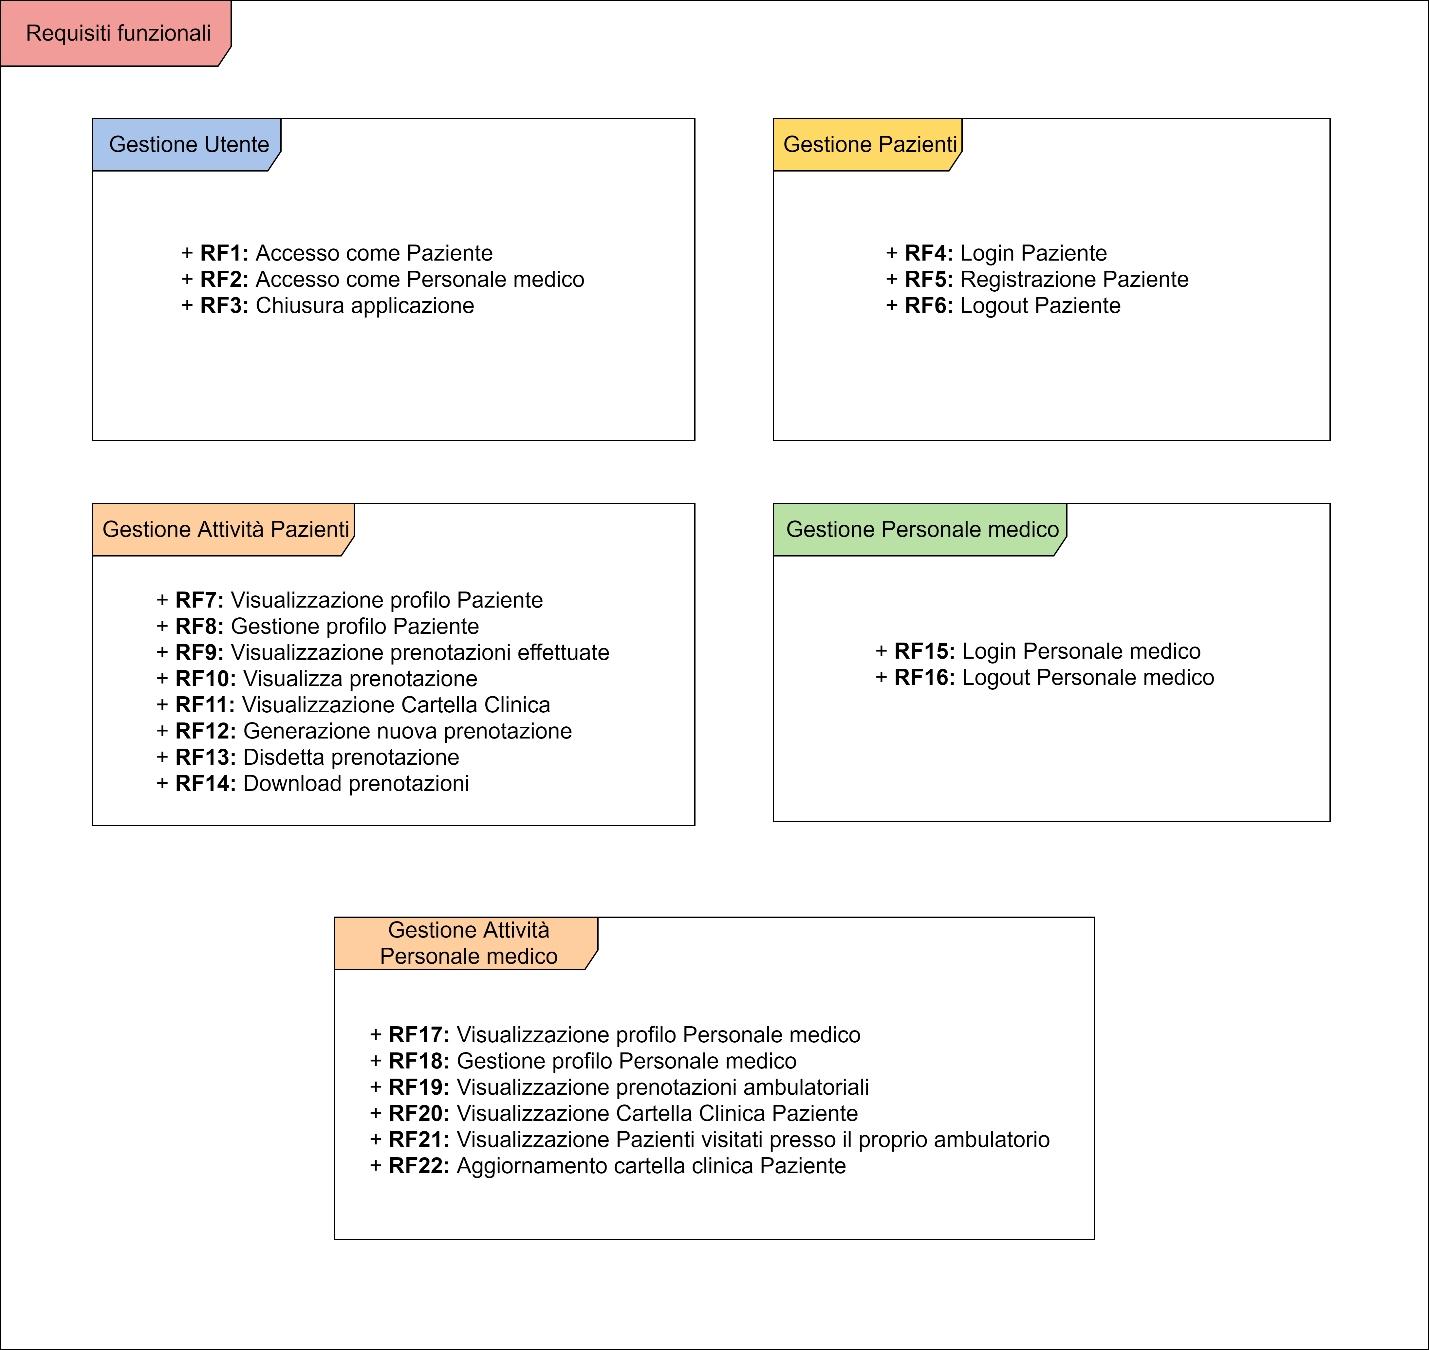 Requisiti funzionali
Gestione Utente
+ RF1: Accesso come Paziente
+ RF2: Accesso come Personale medico
+ RF3: Chiusura applicazione
Gestione Pazienti
+ RF4: Login Paziente
+ RF5: Registrazione Paziente
+ RF6: Logout Paziente
Gestione Attività Pazienti
+ RF7: Visualizzazione profilo Paziente
+ RF8: Gestione profilo Paziente
+ RF9: Visualizzazione prenotazioni effettuate
+ RF10: Visualizza prenotazione
+ RF11: Visualizzazione Cartella Clinica
+ RF12: Generazione nuova prenotazione
+ RF13: Disdetta prenotazione
+ RF14: Download prenotazioni
Gestione Personale medico
+ RF15: Login Personale medico
+ RF16: Logout Personale medico
Gestione Attività
Personale medico
+ RF17: Visualizzazione profilo Personale medico
+ RF18: Gestione profilo Personale medico
+ RF19: Visualizzazione prenotazioni ambulatoriali
+ RF20: Visualizzazione Cartella Clinica Paziente
+ RF21: Visualizzazione Pazienti visitati presso il proprio ambulatorio
+ RF22: Aggiornamento cartella clinica Paziente